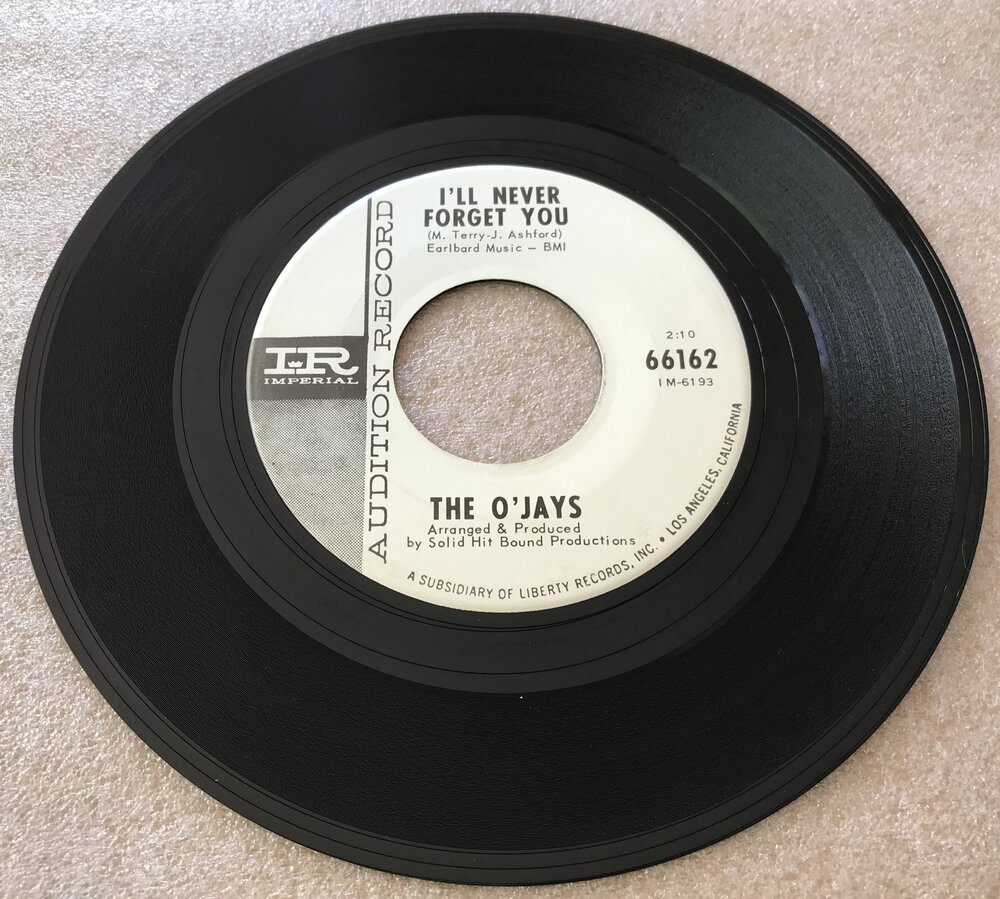 I'LL NEVER
FORGET YOU
(M. Terry-J. Ashford)
Earlbard Music – BMI
AUDITION RECORD
IR
IMPERIAL
2:10
66162
IM-6193
THE O'JAYS
Arranged & Produced
by Solid Hit Bound Productions
A SUBSIDIARY OF LIBERTY RECORDS, INC. • LOS ANGELES, CALIFORNIA